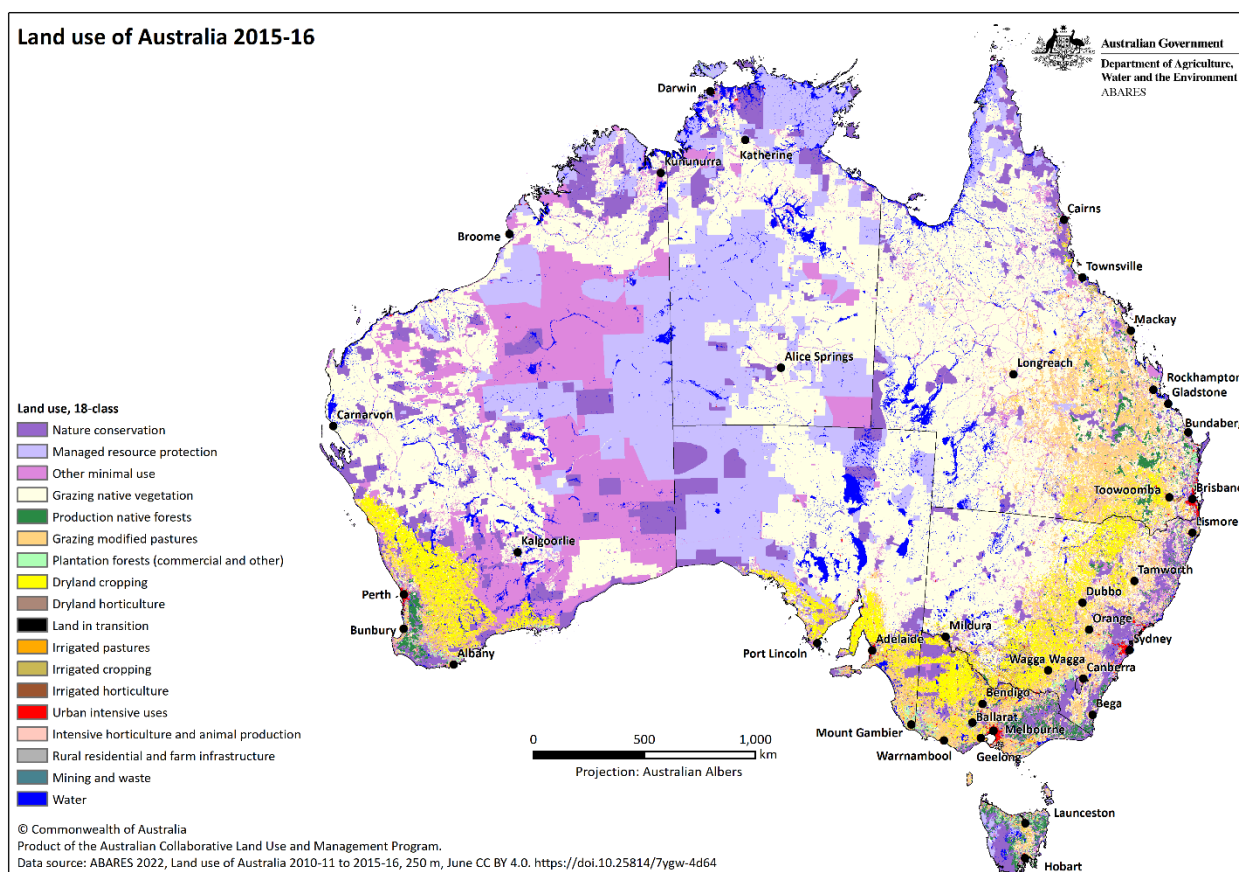 Land use of Australia 2015-16
Australian Government
Department of Agriculture,
Water and the Environment
ABARES
Darwin
Katherine
Kununurra
Cairns
Broome
Townsville
Mackay
Alice Springs
Longreach
Rockhampton
Gladstone
Land use, 18-class
Carnarvon
Nature conservation
Bundaber
Managed resource protection
Other minimal use
Grazing native vegetation
Toowoomba
Brisbane
Production native forests
Lismore
Grazing modified pastures
Kalgoorlie
Plantation forests (commercial and other)
Tamworth
Dryland cropping
Perth
Dubbo
Dryland horticulture
Orange
Land in transition
Bunbury
Mildura
Sydney
Irrigated pastures
Port Lincoln
Adelaide
Albany
Wagga Wagga
Canberra
Irrigated cropping
Irrigated horticulture
Bendigo
Bega
Urban intensive uses
Ballarat
Intensive horticulture and animal production
Mount Gambier
Melbourne
Rural residential and farm infrastructure
0 500 1,000
km
Warrnambool
Geelong
Projection: Australian Albers
Mining and waste
Water
Launceston
© Commonwealth of Australia
Product of the Australian Collaborative Land Use and Management Program.
Data source: ABARES 2022, Land use of Australia 2010-11 to 2015-16, 250 m, June CC BY 4.0. https://doi.org/10.25814/7ygw-4d64
Hobart